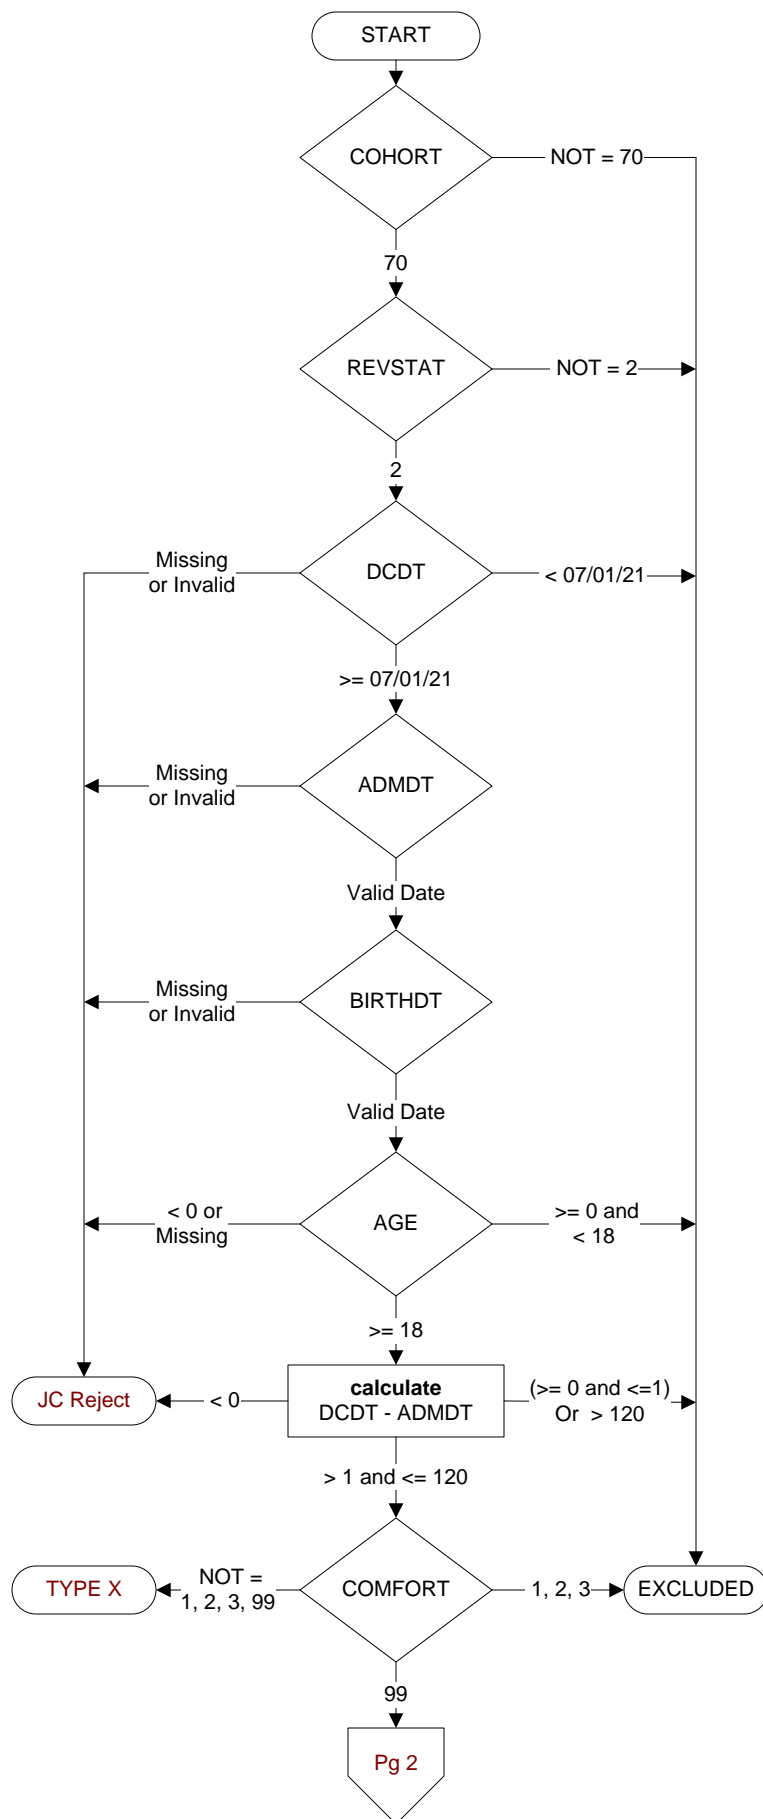 START
COHORT
NOT = 70
70
REVSTAT
NOT = 2
2
Missing
or Invalid
DCDT
< 07/01/21
>= 07/01/21
Missing
or Invalid
ADMDT
Valid Date
Missing
or Invalid
BIRTHDT
Valid Date
< 0 or
Missing
AGE
>= 0 and
< 18
>= 18
JC Reject
< 0
calculate
DCDT - ADMDT
(>= 0 and <=1)
Or > 120
> 1 and <= 120
TYPE X
NOT =
1, 2, 3, 99
COMFORT
1, 2, 3
EXCLUDED
99
Pg 2